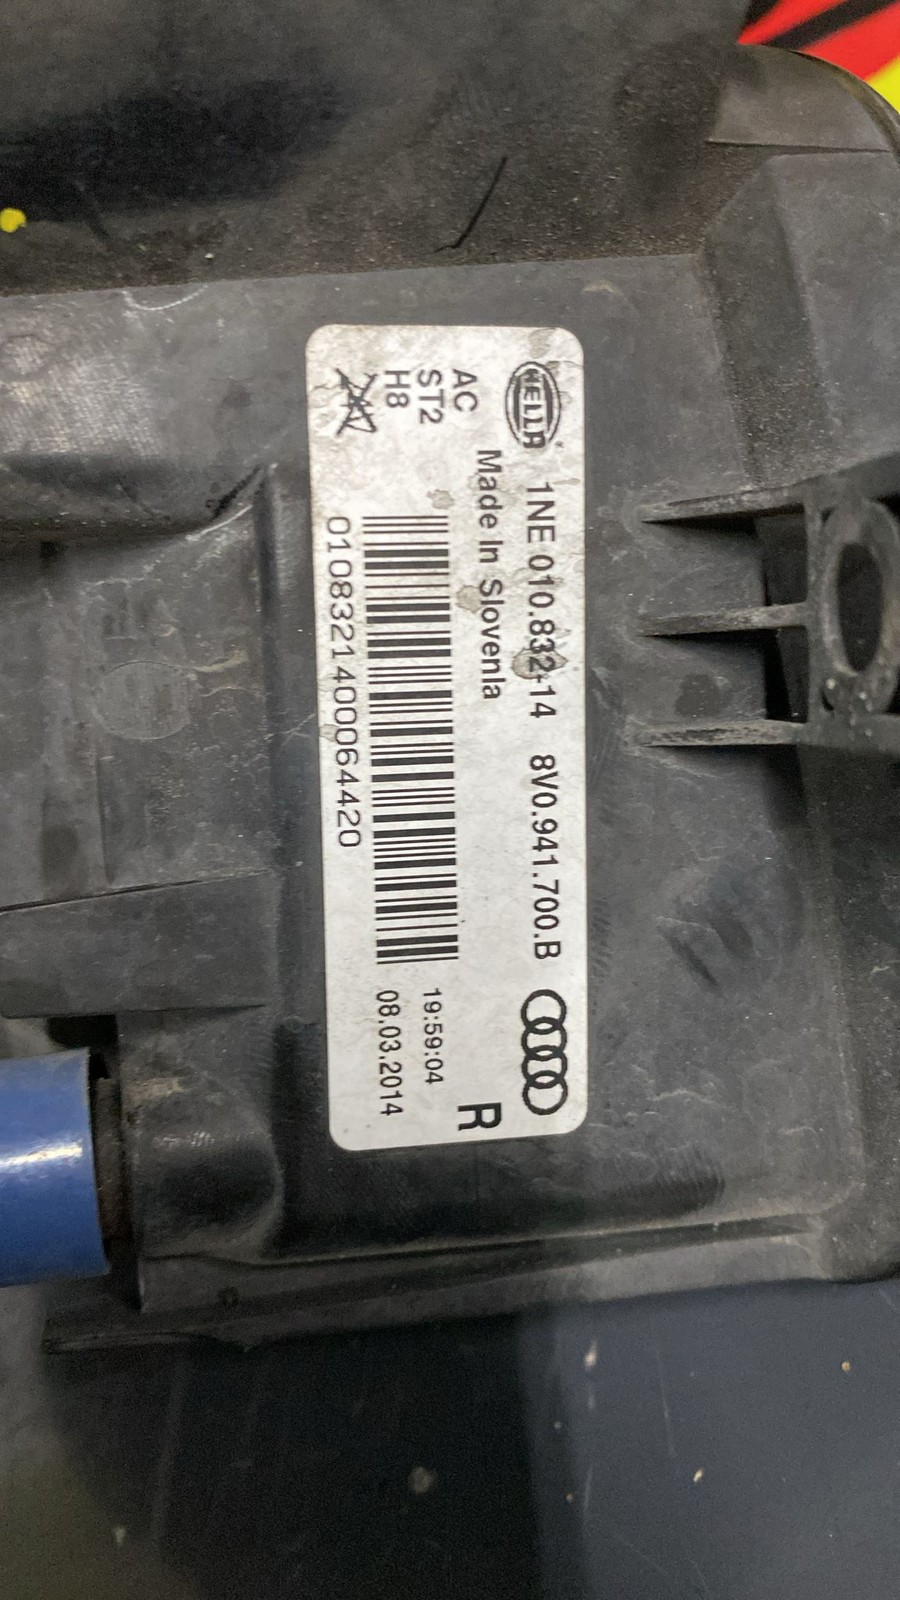 HELLA 1NE 010.832-14 8V0.941.700.B
Made In Slovenia
AC
ST2
H8
R
19:59:04
08.03.2014
0108321400064420